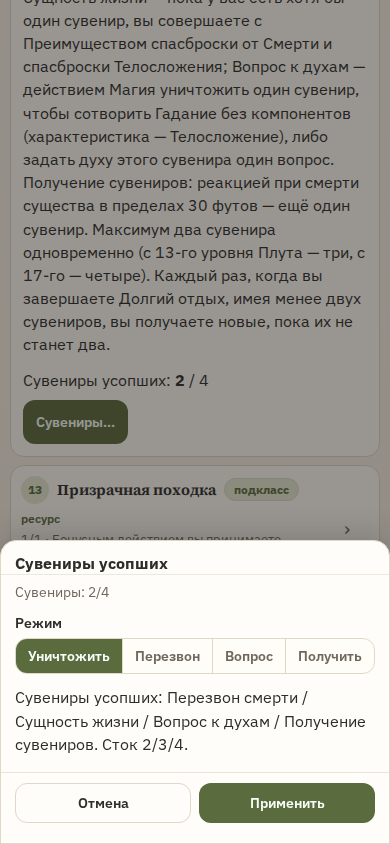 Сущность жизни — пока у вас есть хотя бы
один сувенир, вы совершаете с
Преимуществом спасброски от Смерти и
спасброски Телосложения; Вопрос к духам —
действием Магия уничтожить один сувенир,
чтобы сотворить Гадание без компонентов
(характеристика — Телосложение), либо
задать духу этого сувенира один вопрос.
Получение сувениров: реакцией при смерти
существа в пределах 30 футов — ещё один
сувенир. Максимум два сувенира
одновременно (с 13-го уровня Плута — три, с
17-го — четыре). Каждый раз, когда вы
завершаете Долгий отдых, имея менее двух
сувениров, вы получаете новые, пока их не
станет два.
Сувениры усопших: 2 / 4
Сувениры…
13 Призрачная походка подкласс
ресурс
1/1 · Бонусным действием вы принимаете
Сувениры усопших
Сувениры: 2/4
Режим
Уничтожить Перезвон Вопрос Получить
Сувениры усопших: Перезвон смерти /
Сущность жизни / Вопрос к духам / Получение
сувениров. Сток 2/3/4.
Отмена Применить